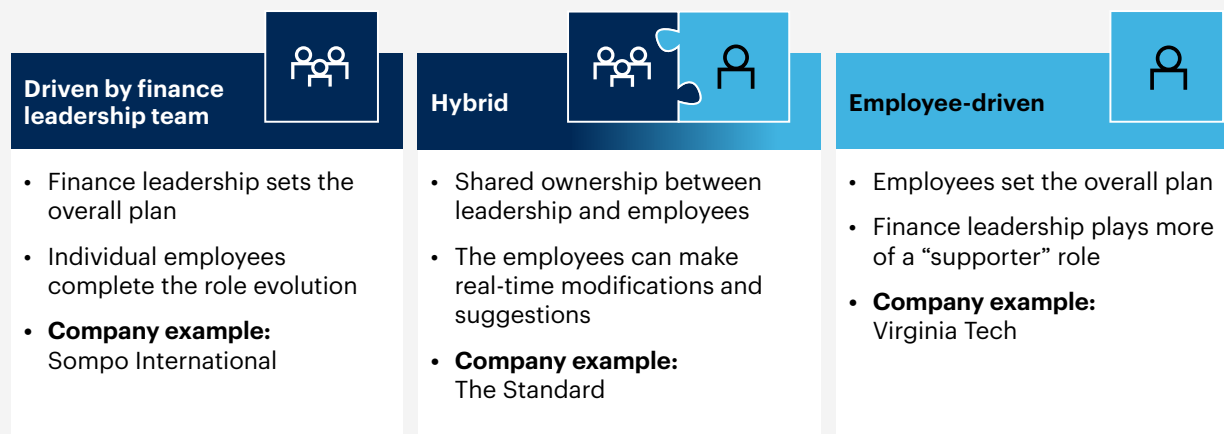 Driven by finance
leadership team
• Finance leadership sets the
overall plan
• Individual employees
complete the role evolution
• Company example:
Sompo International
Hybrid
• Shared ownership between
leadership and employees
• The employees can make
real-time modifications and
suggestions
• Company example:
The Standard
Employee-driven
• Employees set the overall plan
• Finance leadership plays more
of a “supporter” role
• Company example:
Virginia Tech